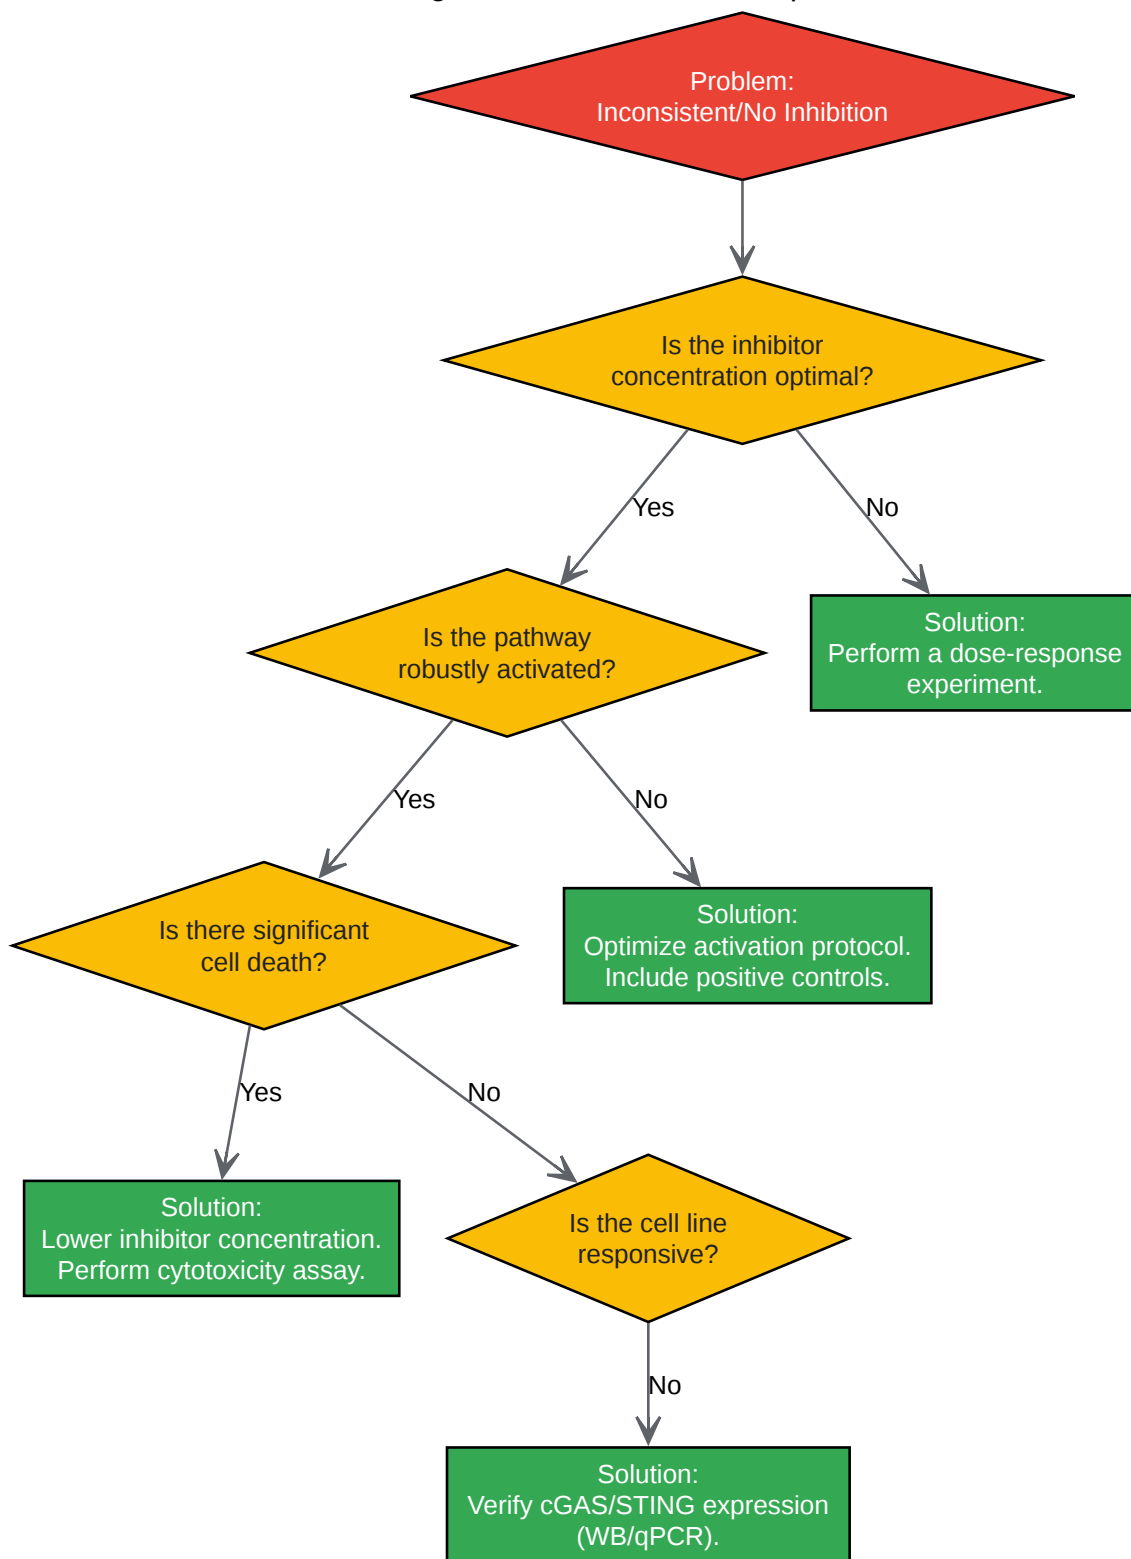 Problem:
Inconsistent/No Inhibition
Is the inhibitor
concentration optimal?
Yes
No
Is the pathway
robustly activated?
Solution:
Perform a dose-response
experiment.
Yes
No
Is there significant
cell death?
Solution:
Optimize activation protocol.
Include positive controls.
Yes
No
Solution:
Lower inhibitor concentration.
Perform cytotoxicity assay.
Is the cell line
responsive?
No
Solution:
Verify cGAS/STING expression
(WB/qPCR).